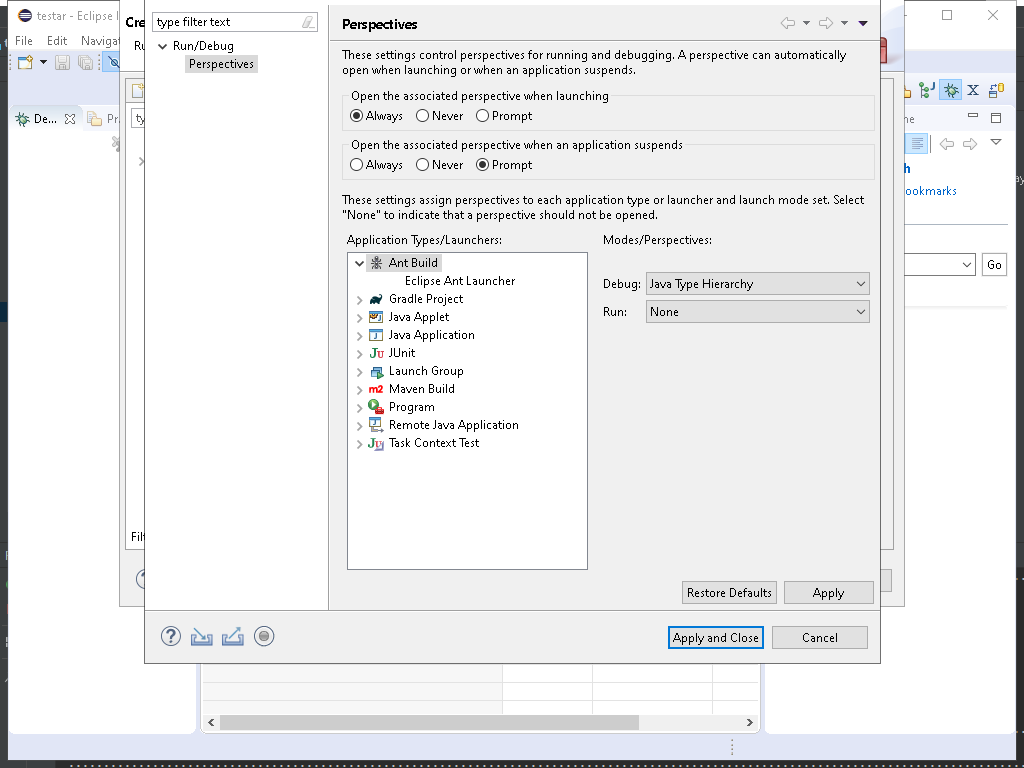 testar - Eclipse I
File Edit Navigat
Cre
Ru
De...
Pr
ty
Filt
type filter text
Run/Debug
Perspectives
Perspectives
These settings control perspectives for running and debugging. A perspective can automatically
open when launching or when an application suspends.
Open the associated perspective when launching
Always Never Prompt
Open the associated perspective when an application suspends
Always Never Prompt
These settings assign perspectives to each application type or launcher and launch mode set. Select
"None" to indicate that a perspective should not be opened.
Application Types/Launchers:
Ant Build
Eclipse Ant Launcher
Gradle Project
Java Applet
Java Application
JUnit
Launch Group
Maven Build
Program
Remote Java Application
Task Context Test
Modes/Perspectives:
Debug: Java Type Hierarchy
Run: None
Restore Defaults Apply
Apply and Close Cancel
ne
h
ookmarks
Go